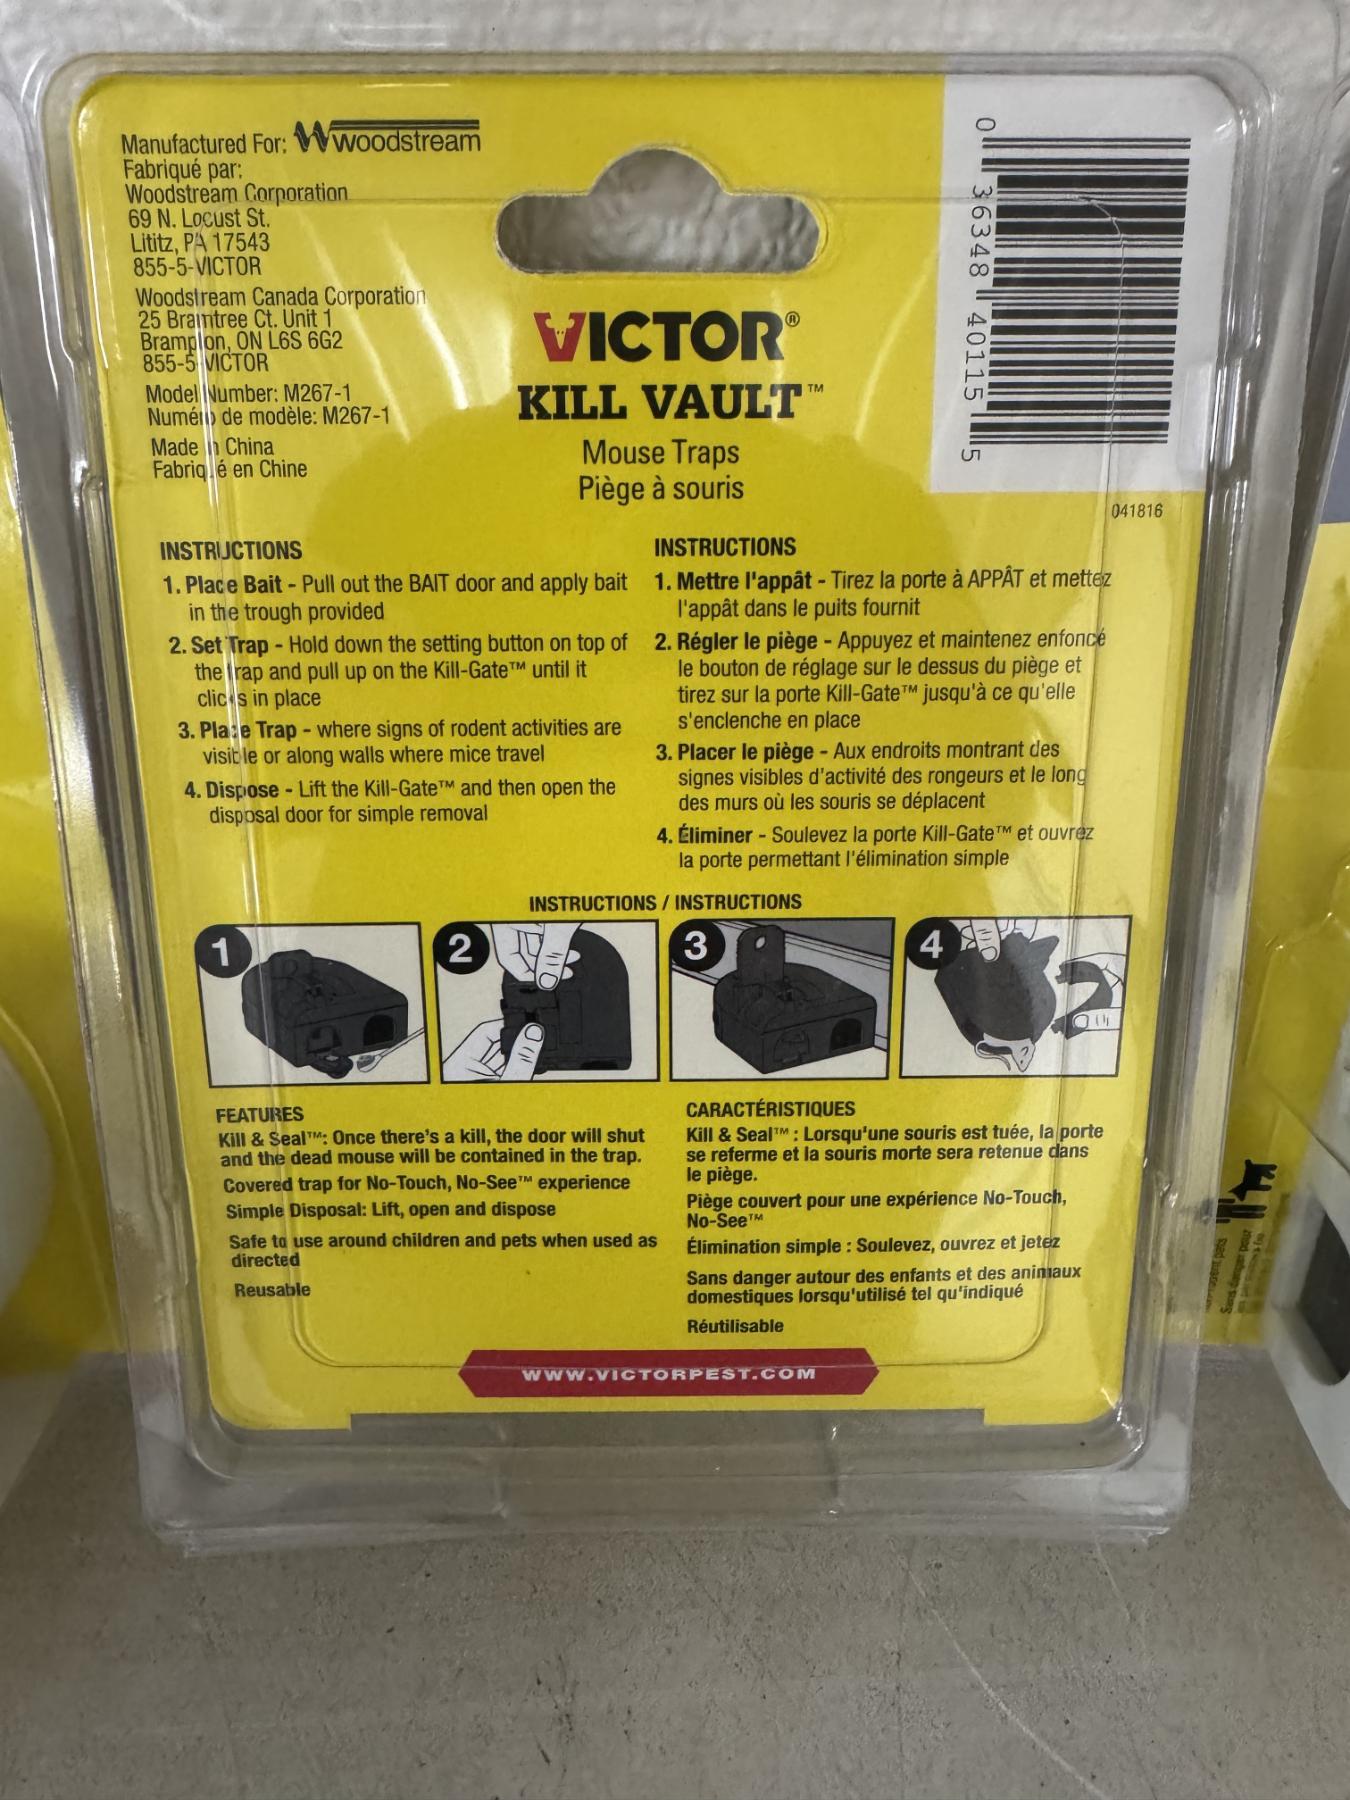 Manufactured For: Woodstream
Fabriqué par:
Woodstream Corporation
69 N. Locust St.
Lititz, PA 17543
855-5-VICTOR
Woodstream Canada Corporation
25 Bramtree Ct. Unit 1
Brampton, ON L6S 6G2
855-5-VICTOR
Model Number: M267-1
Numéro de modèle: M267-1
Made in China
Fabriqué en Chine
0 36348 40115 5
041816
VICTOR®
KILL VAULT™
Mouse Traps
Piège à souris
INSTRUCTIONS
1. Place Bait - Pull out the BAIT door and apply bait
in the trough provided
2. Set Trap - Hold down the setting button on top of
the trap and pull up on the Kill-Gate™ until it
clicks in place
3. Place Trap - where signs of rodent activities are
visible or along walls where mice travel
4. Dispose - Lift the Kill-Gate™ and then open the
disposal door for simple removal
INSTRUCTIONS
1. Mettre l'appât - Tirez la porte à APPÂT et mettez
l'appât dans le puits fournit
2. Régler le piège - Appuyez et maintenez enfoncé
le bouton de réglage sur le dessus du piège et
tirez sur la porte Kill-Gate™ jusqu'à ce qu'elle
s'enclenche en place
3. Placer le piège - Aux endroits montrant des
signes visibles d'activité des rongeurs et le long
des murs où les souris se déplacent
4. Éliminer - Soulevez la porte Kill-Gate™ et ouvrez
la porte permettant l'élimination simple
INSTRUCTIONS / INSTRUCTIONS
1 2 3 4
FEATURES
Kill & Seal™: Once there's a kill, the door will shut
and the dead mouse will be contained in the trap.
Covered trap for No-Touch, No-See™ experience
Simple Disposal: Lift, open and dispose
Safe to use around children and pets when used as
directed
Reusable
CARACTÉRISTIQUES
Kill & Seal™ : Lorsqu'une souris est tuée, la porte
se referme et la souris morte sera retenue dans
le piège.
Piège couvert pour une expérience No-Touch,
No-See™
Élimination simple : Soulevez, ouvrez et jetez
Sans danger autour des enfants et des animaux
domestiques lorsqu'utilisé tel qu'indiqué
Réutilisable
WWW.VICTORPEST.COM